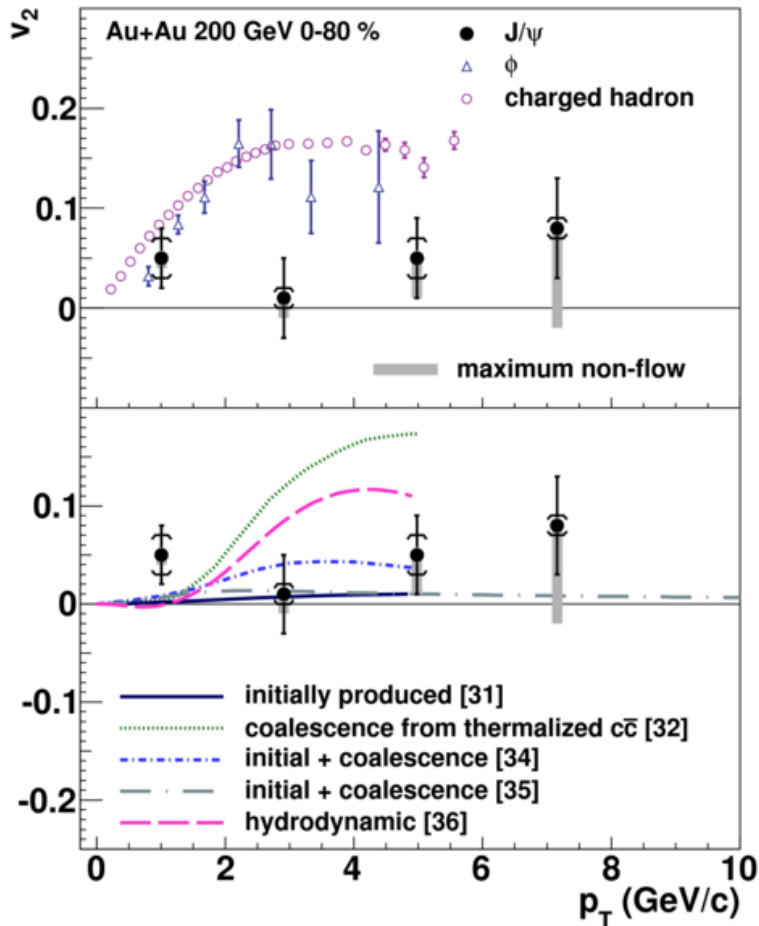 v₂
Au+Au 200 GeV 0-80 %
J/ψ
ϕ
charged hadron
0.2
0.1
0
maximum non-flow
0.1
0
-0.1
-0.2
initially produced [31]
coalescence from thermalized cc̅ [32]
initial + coalescence [34]
initial + coalescence [35]
hydrodynamic [36]
0 2 4 6 8 10
p_T (GeV/c)